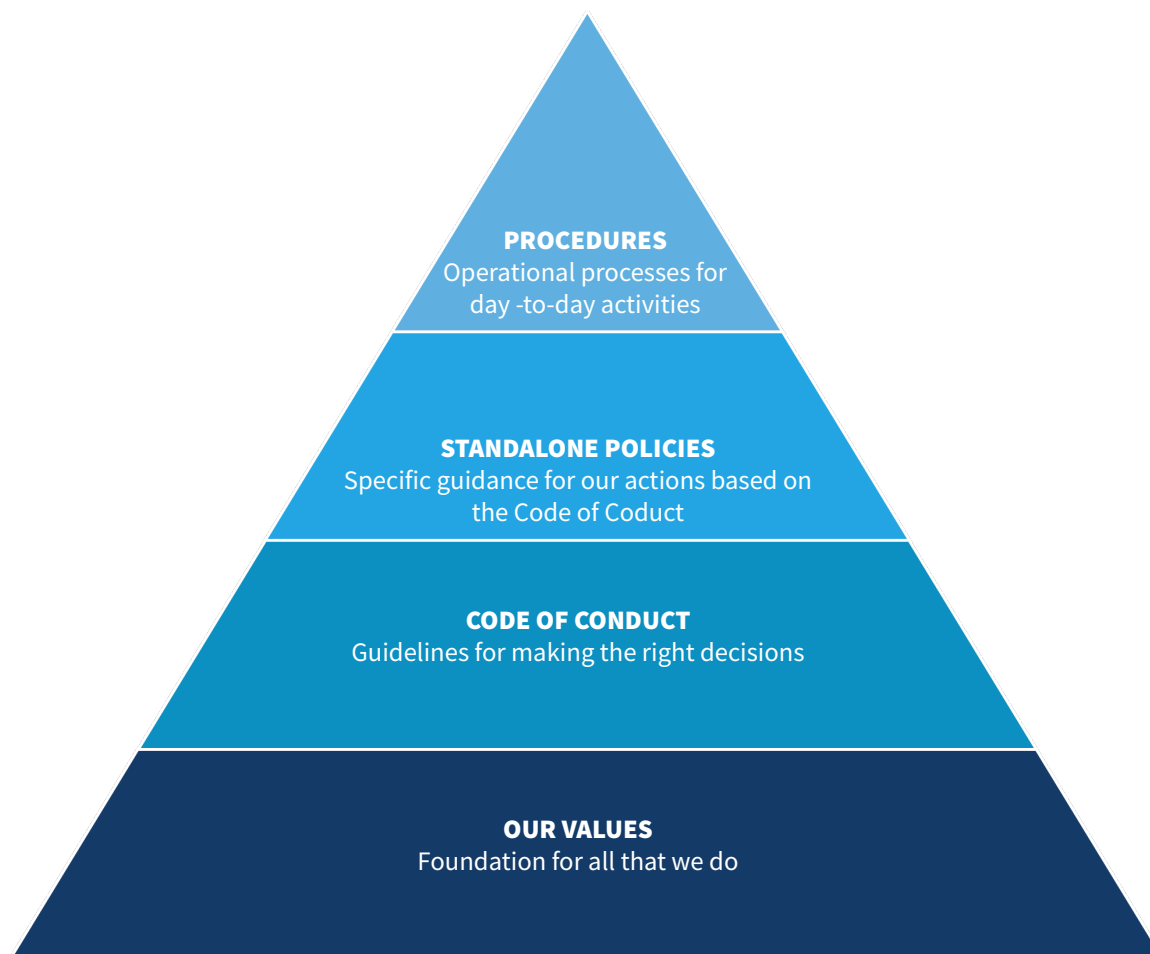 PROCEDURES
Operational processes for
day -to-day activities
STANDALONE POLICIES
Specific guidance for our actions based on
the Code of Coduct
CODE OF CONDUCT
Guidelines for making the right decisions
OUR VALUES
Foundation for all that we do